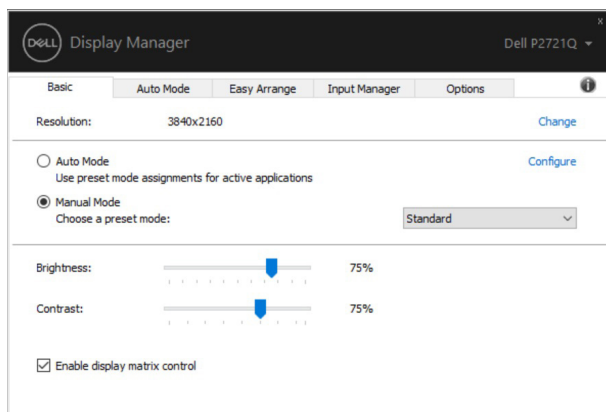 DELL Display Manager
Dell P2721Q
x
Basic Auto Mode Easy Arrange Input Manager Options
Resolution: 3840x2160 Change
Auto Mode Configure
Use preset mode assignments for active applications
Manual Mode
Choose a preset mode: Standard
Brightness: 75%
Contrast: 75%
Enable display matrix control